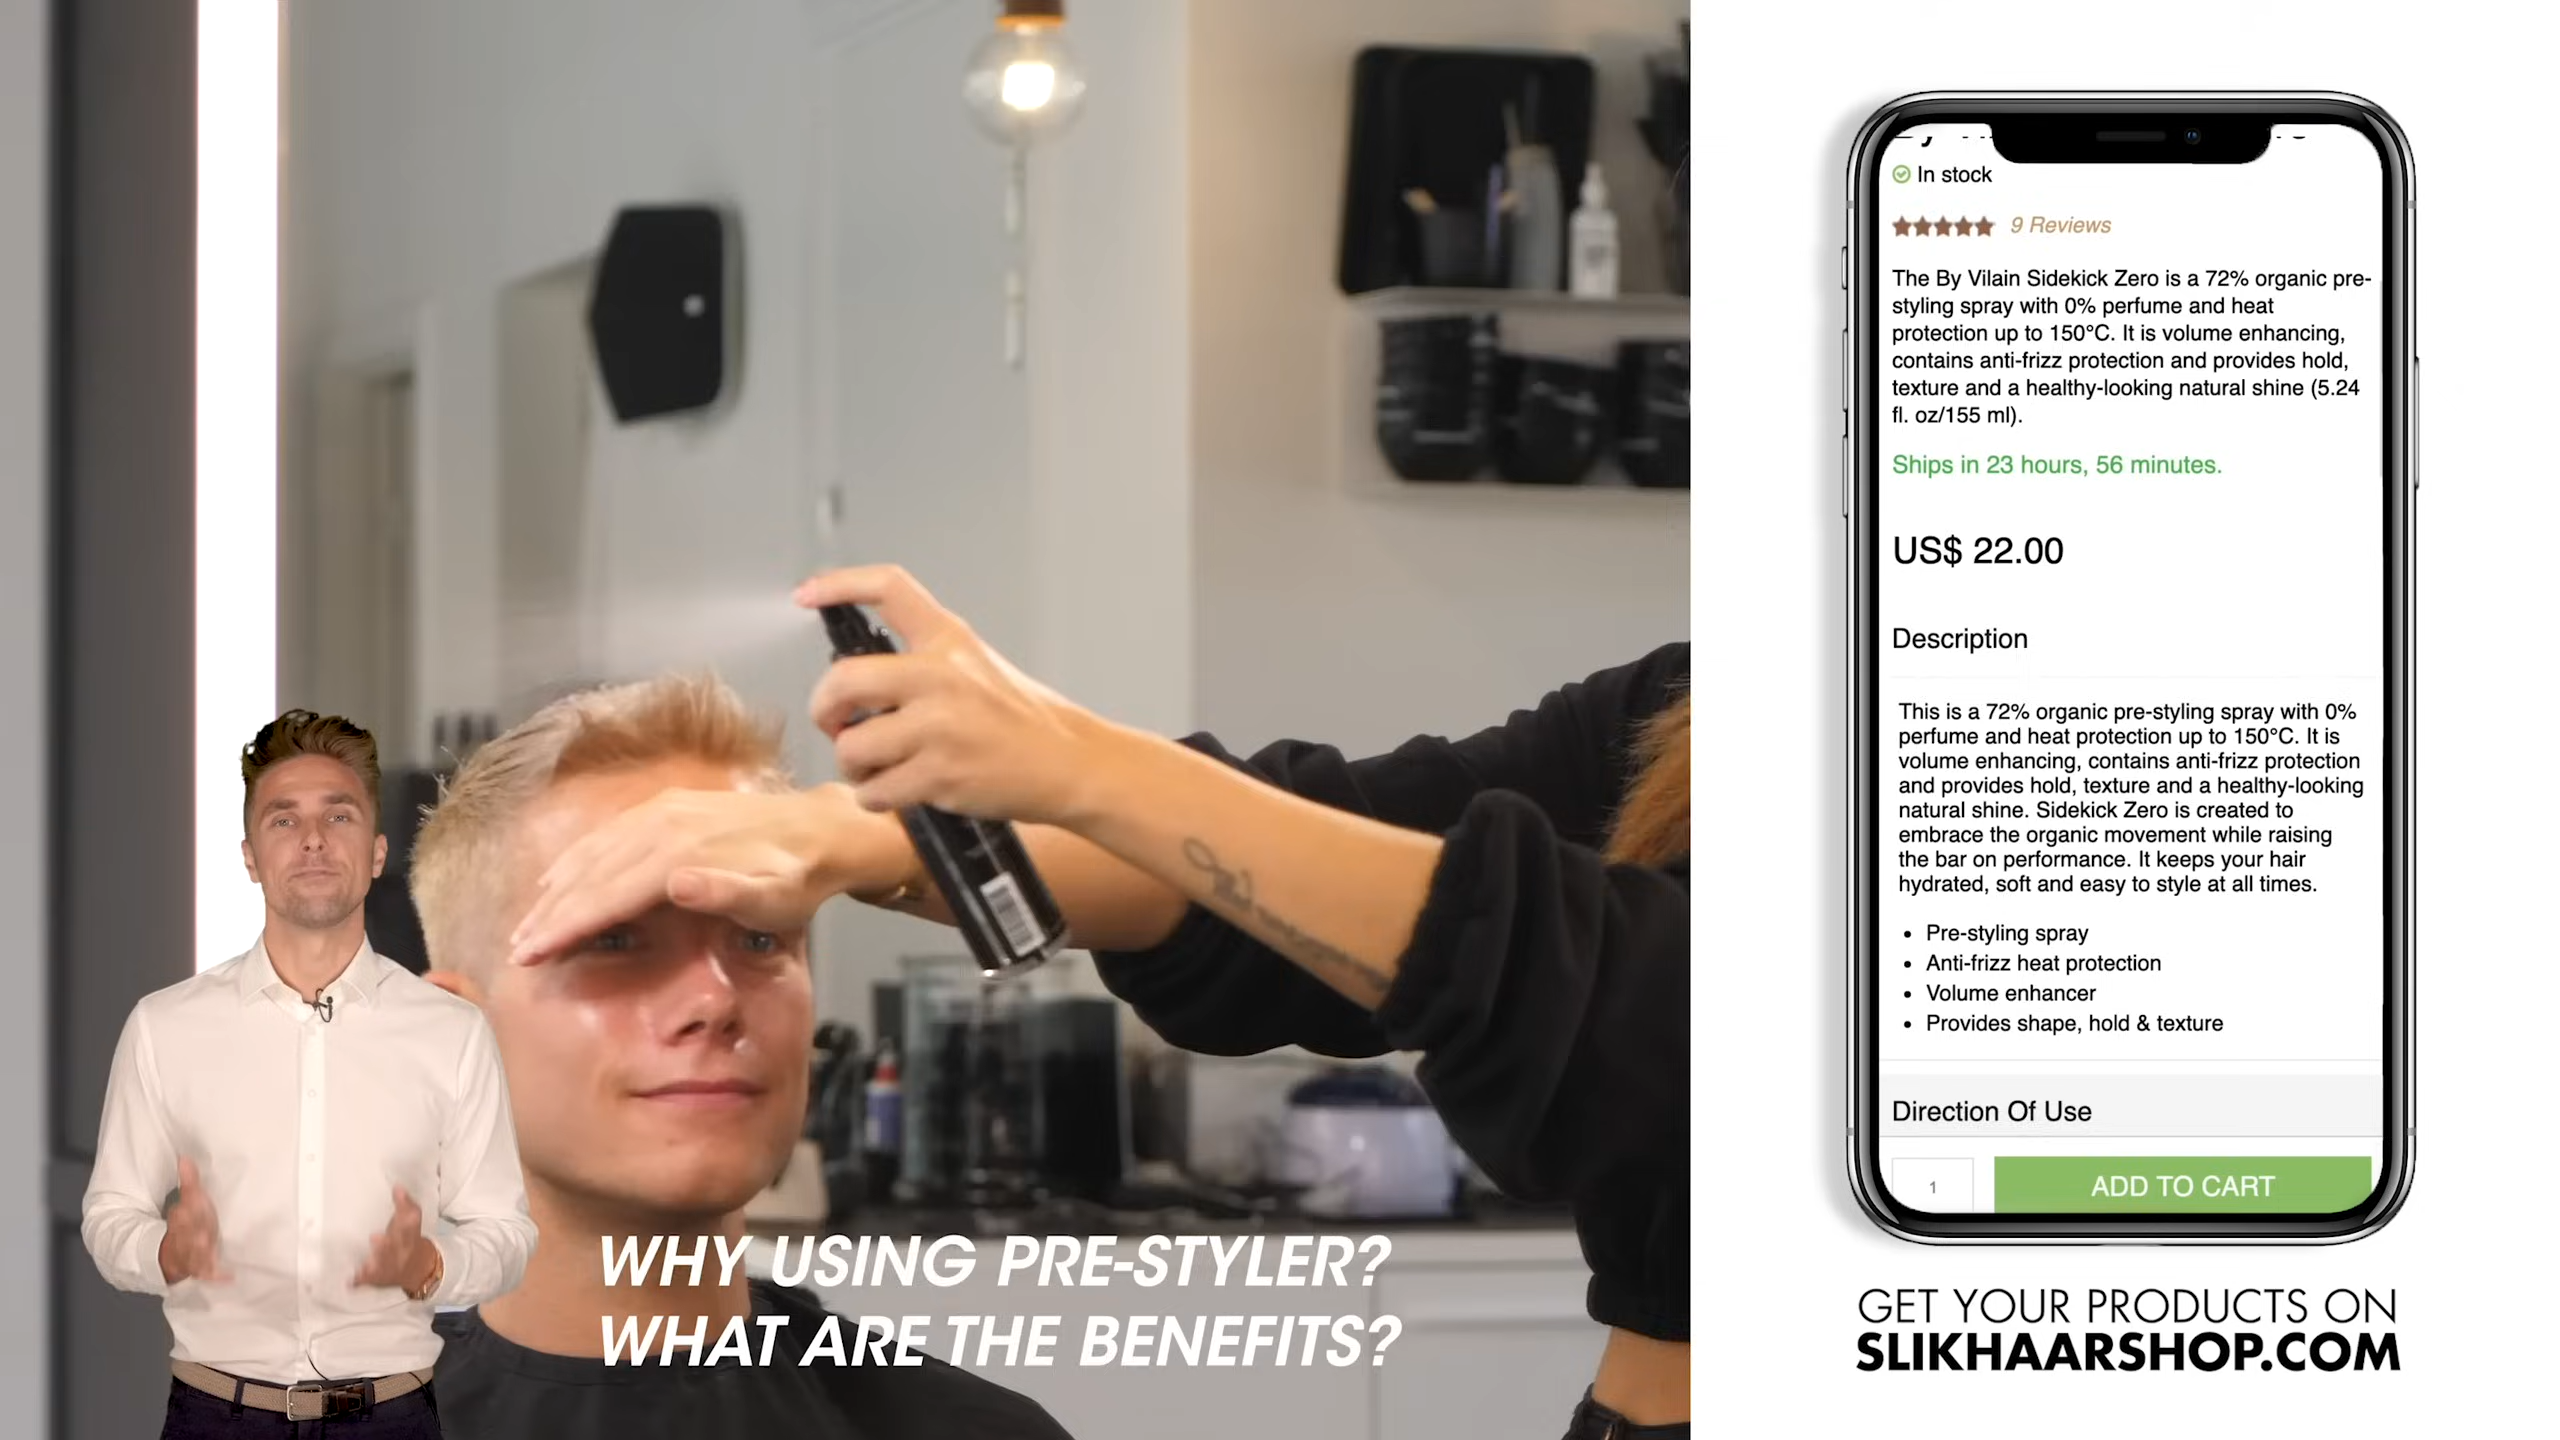 WHY USING PRE-STYLER?
WHAT ARE THE BENEFITS?
In stock
9 Reviews
The By Vilain Sidekick Zero is a 72% organic pre-
styling spray with 0% perfume and heat
protection up to 150°C. It is volume enhancing,
contains anti-frizz protection and provides hold,
texture and a healthy-looking natural shine (5.24
fl. oz/155 ml).
Ships in 23 hours, 56 minutes.
US$ 22.00
Description
This is a 72% organic pre-styling spray with 0%
perfume and heat protection up to 150°C. It is
volume enhancing, contains anti-frizz protection
and provides hold, texture and a healthy-looking
natural shine. Sidekick Zero is created to
embrace the organic movement while raising
the bar on performance. It keeps your hair
hydrated, soft and easy to style at all times.
• Pre-styling spray
• Anti-frizz heat protection
• Volume enhancer
• Provides shape, hold & texture
Direction Of Use
1
ADD TO CART
GET YOUR PRODUCTS ON
SLIKHAARSHOP.COM